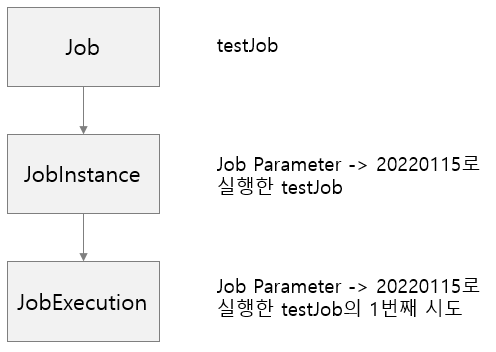 Job
testJob
JobInstance
Job Parameter -> 20220115로
실행한 testJob
JobExecution
Job Parameter -> 20220115로
실행한 testJob의 1번째 시도